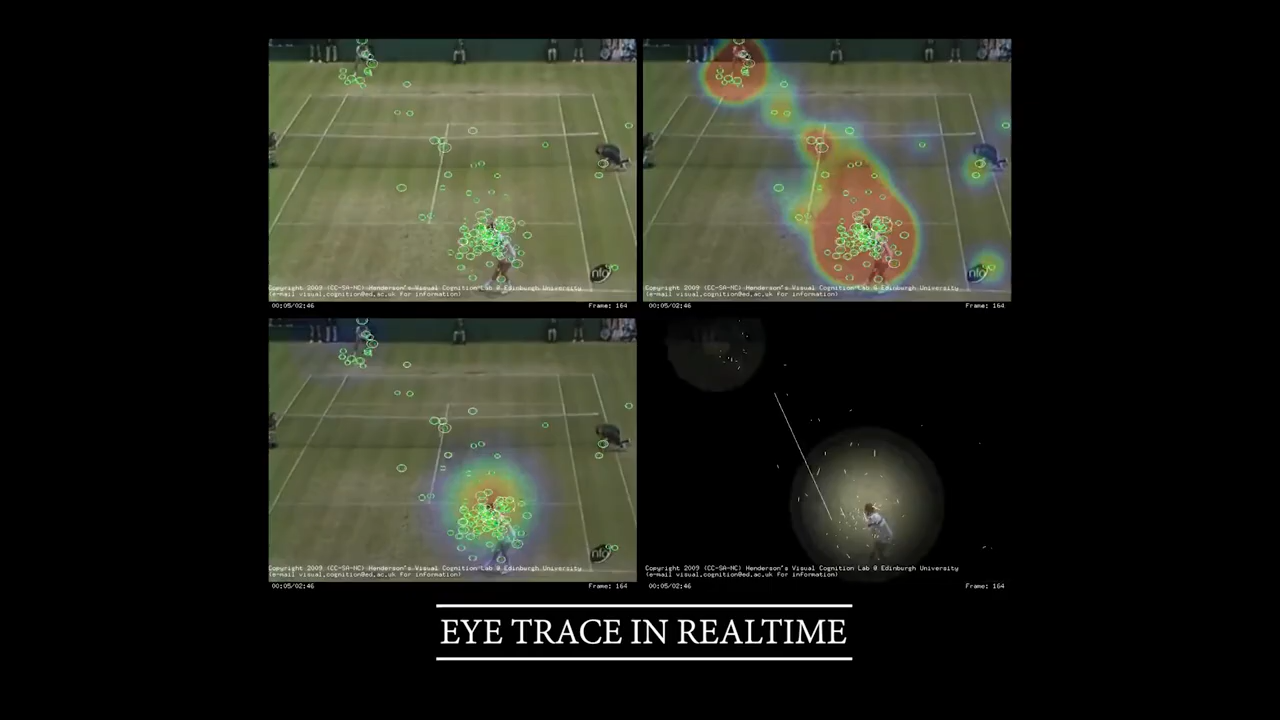 Copyright 2009 (CC-SA-NC) Henderson's Visual Cognition Lab @ Edinburgh University
(e-mail visual.cognition@ed.ac.uk for information)
00:05/02:46 Frame: 164
Copyright 2009 (CC-SA-NC) Henderson's Visual Cognition Lab @ Edinburgh University
(e-mail visual.cognition@ed.ac.uk for information)
00:05/02:46 Frame: 164
Copyright 2009 (CC-SA-NC) Henderson's Visual Cognition Lab @ Edinburgh University
(e-mail visual.cognition@ed.ac.uk for information)
00:05/02:46 Frame: 164
Copyright 2009 (CC-SA-NC) Henderson's Visual Cognition Lab @ Edinburgh University
(e-mail visual.cognition@ed.ac.uk for information)
00:05/02:46 Frame: 164
EYE TRACE IN REALTIME